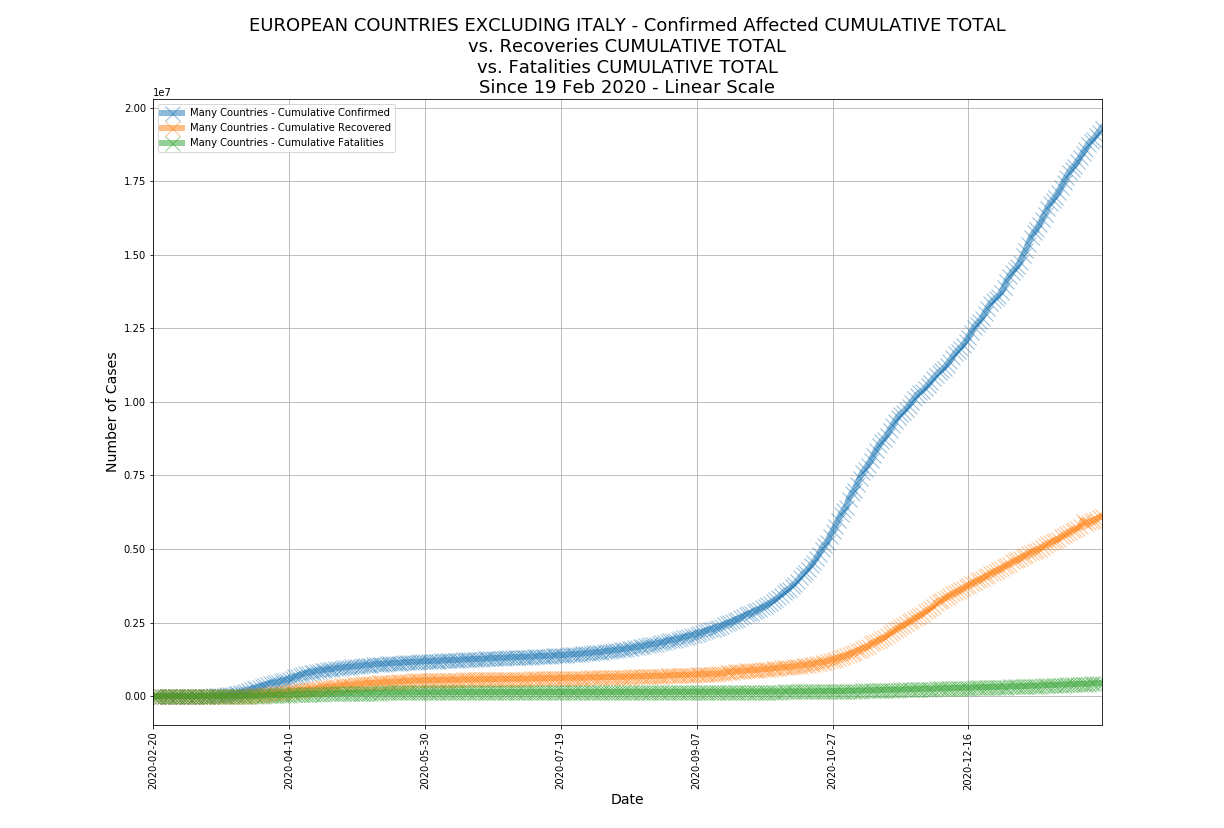 EUROPEAN COUNTRIES EXCLUDING ITALY - Confirmed Affected CUMULATIVE TOTAL
vs. Recoveries CUMULATIVE TOTAL
vs. Fatalities CUMULATIVE TOTAL
Since 19 Feb 2020 - Linear Scale
1e7
2.00
1.75
1.50
1.25
1.00
0.75
0.50
0.25
0.00
Number of Cases
Many Countries - Cumulative Confirmed
Many Countries - Cumulative Recovered
Many Countries - Cumulative Fatalities
2020-02-20
2020-04-10
2020-05-30
2020-07-19
2020-09-07
2020-10-27
2020-12-16
Date